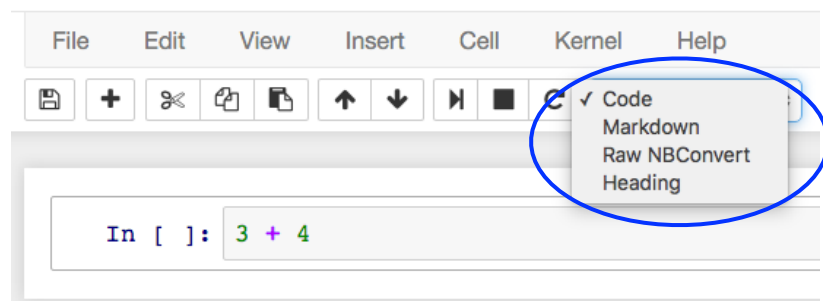 File Edit View Insert Cell Kernel Help
✓ Code
Markdown
Raw NBConvert
Heading
In [ ]: 3 + 4